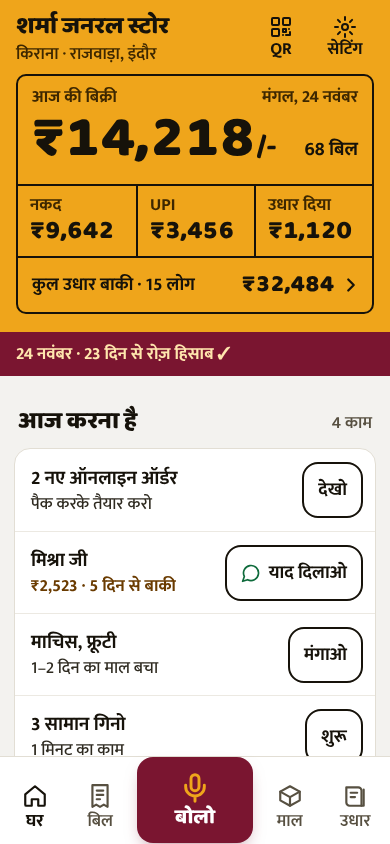 शर्मा जनरल स्टोर
किराना · राजवाड़ा, इंदौर
QR
सेटिंग
आज की बिक्री
मंगल, 24 नवंबर
₹14,218/-
68 बिल
नकद
₹9,642
UPI
₹3,456
उधार दिया
₹1,120
कुल उधार बाकी · 15 लोग
₹32,484
24 नवंबर · 23 दिन से रोज़ हिसाब ✓
आज करना है
4 काम
2 नए ऑनलाइन ऑर्डर
पैक करके तैयार करो
देखो
मिश्रा जी
₹2,523 · 5 दिन से बाकी
याद दिलाओ
माचिस, फ्रूटी
1–2 दिन का माल बचा
मंगाओ
3 सामान गिनो
1 मिनट का काम
शुरू
घर
बिल
बोलो
माल
उधार